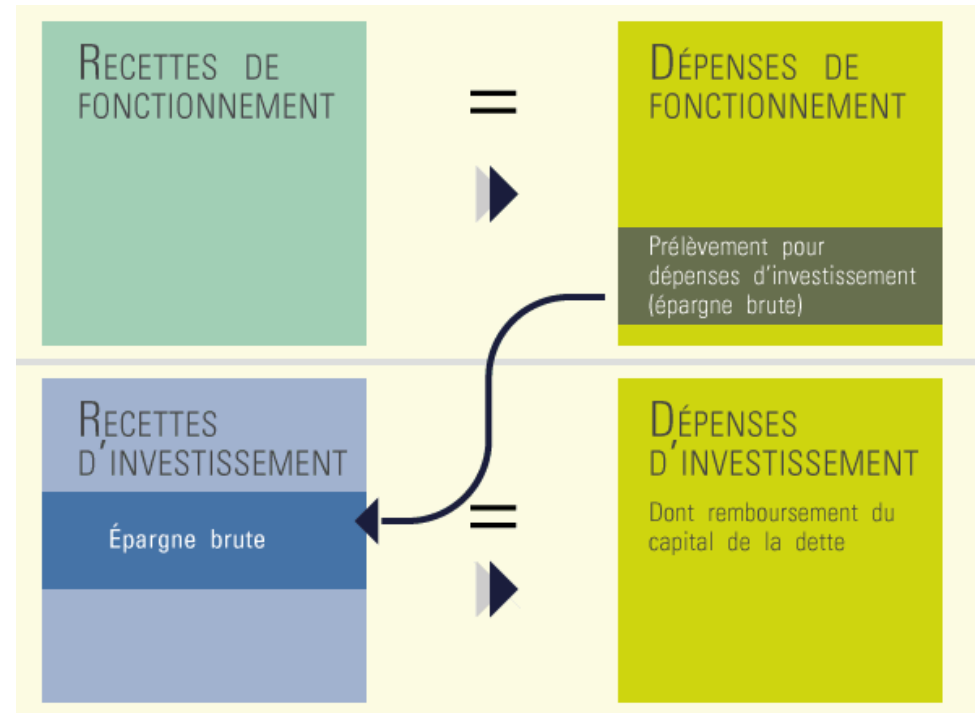 RECETTES DE
FONCTIONNEMENT
=
DÉPENSES DE
FONCTIONNEMENT
Prélèvement pour
dépenses d'investissement
(épargne brute)
RECETTES
D'INVESTISSEMENT
Épargne brute
=
DÉPENSES
D'INVESTISSEMENT
Dont remboursement du
capital de la dette